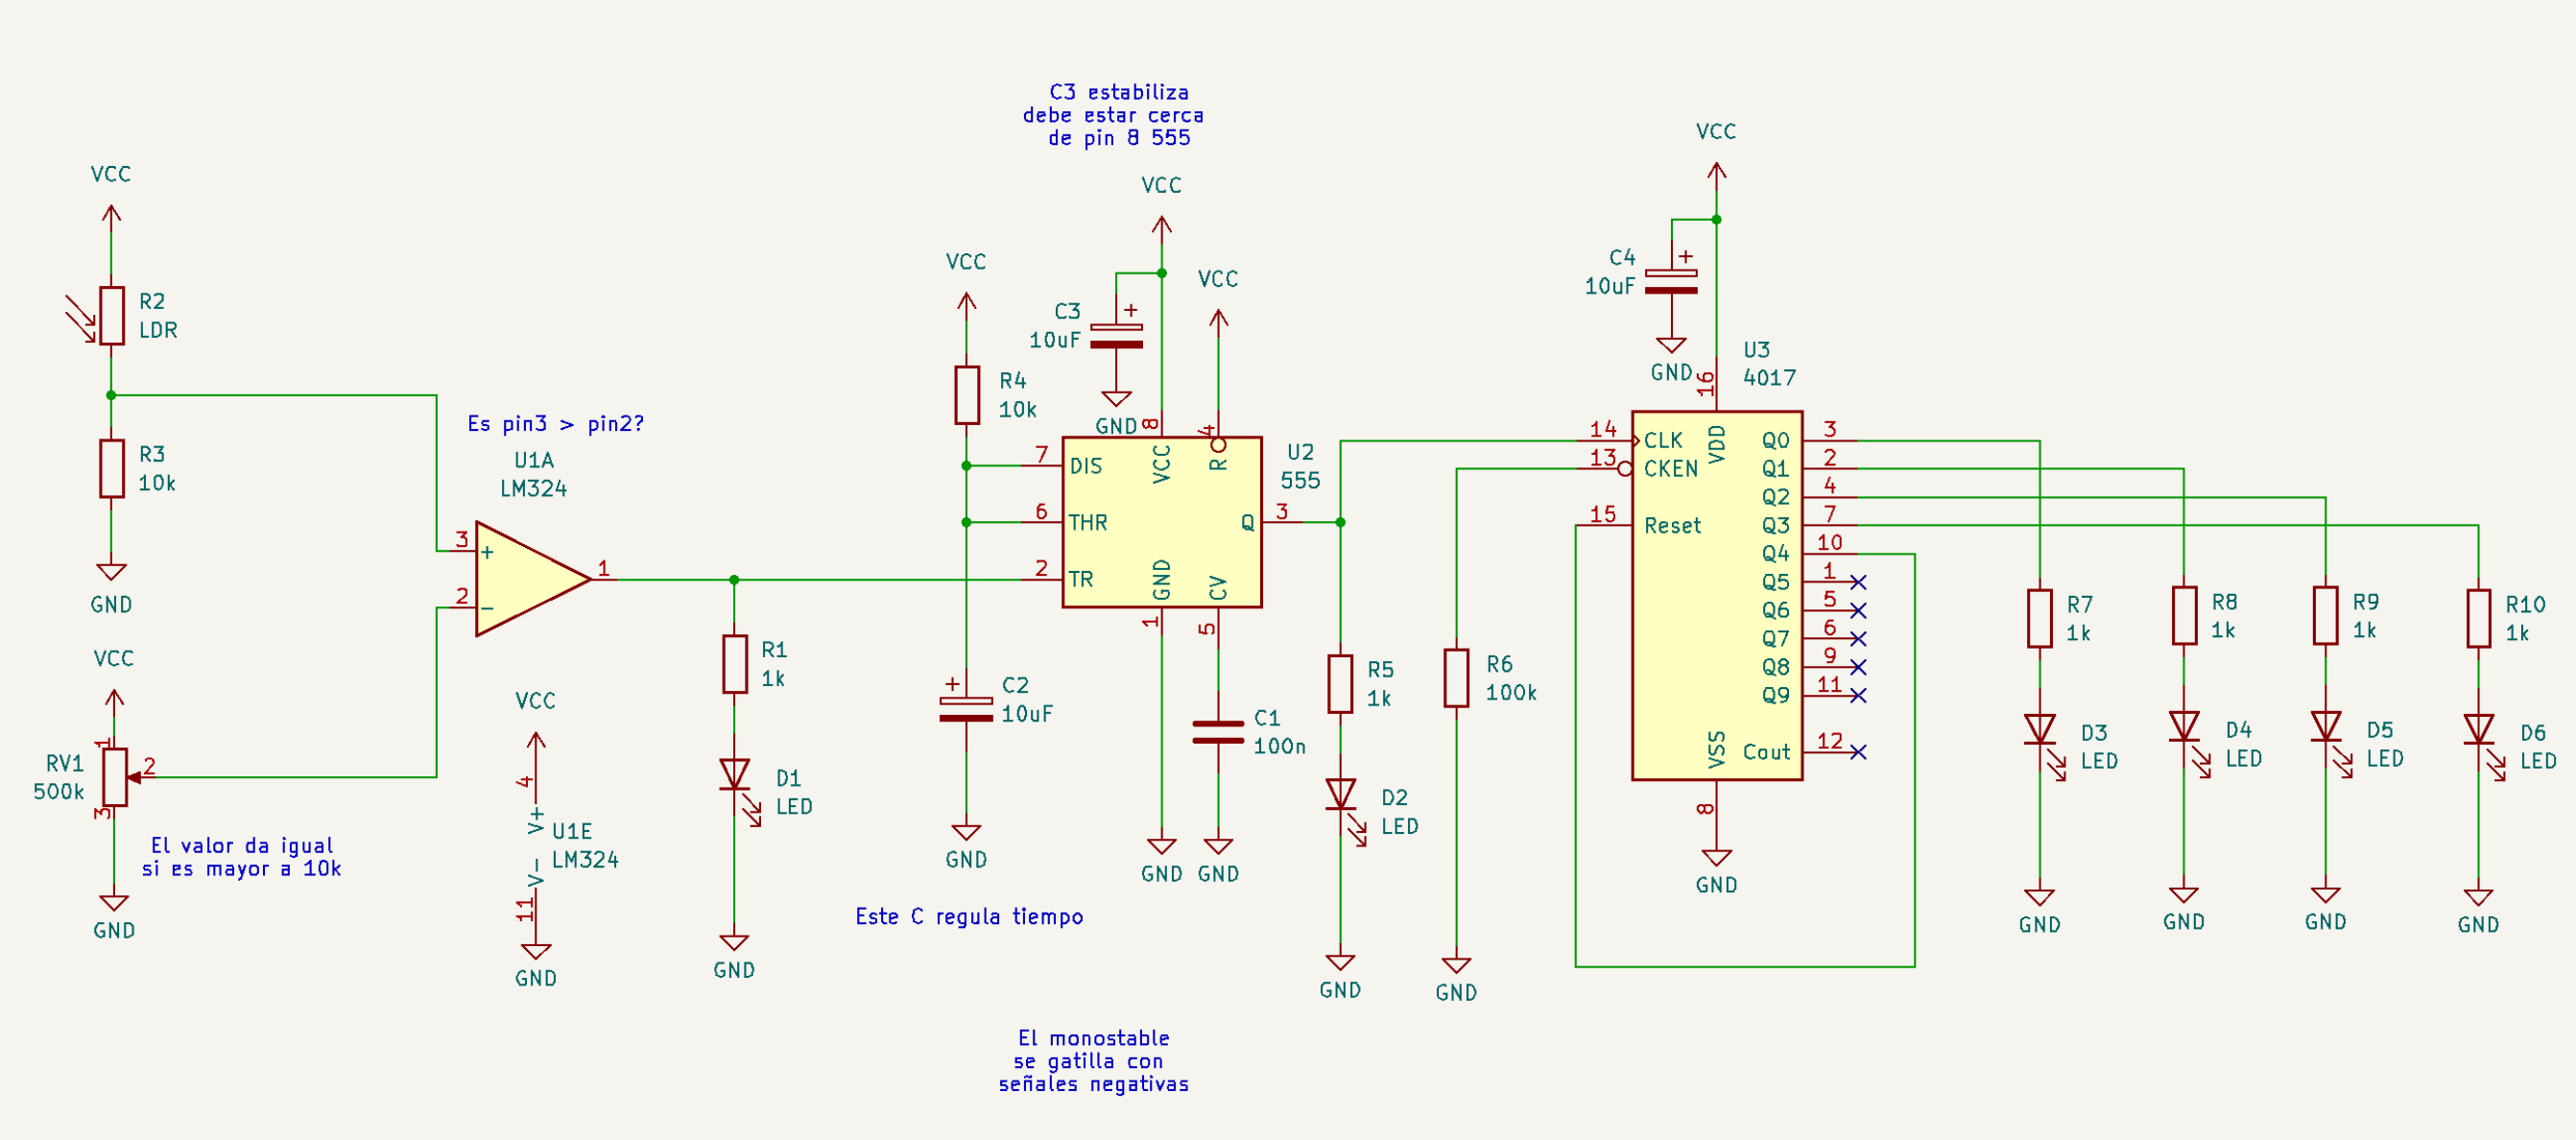 C3 estabiliza
debe estar cerca
de pin 8 555
VCC
R2
LDR
R3
10k
GND
VCC
RV1
500k
1
2
3
GND
El valor da igual
si es mayor a 10k
Es pin3 > pin2?
U1A
LM324
3
+
2
-
1
VCC
4
V+
U1E
LM324
V-
11
GND
R1
1k
D1
LED
GND
VCC
R4
10k
C2
+
10uF
GND
Este C regula tiempo
VCC
C3
+
10uF
GND
VCC
U2
555
8
VCC
4
R
7
DIS
6
THR
2
TR
Q
3
GND
1
CV
5
GND
C1
100n
GND
El monostable
se gatilla con
señales negativas
R5
1k
D2
LED
GND
R6
100k
GND
VCC
C4
+
10uF
GND
U3
4017
16
VDD
14
CLK
13
CKEN
15
Reset
Q0
3
Q1
2
Q2
4
Q3
7
Q4
10
Q5
1
Q6
5
Q7
6
Q8
9
Q9
11
Cout
12
VSS
8
GND
R7
1k
D3
LED
GND
R8
1k
D4
LED
GND
R9
1k
D5
LED
GND
R10
1k
D6
LED
GND